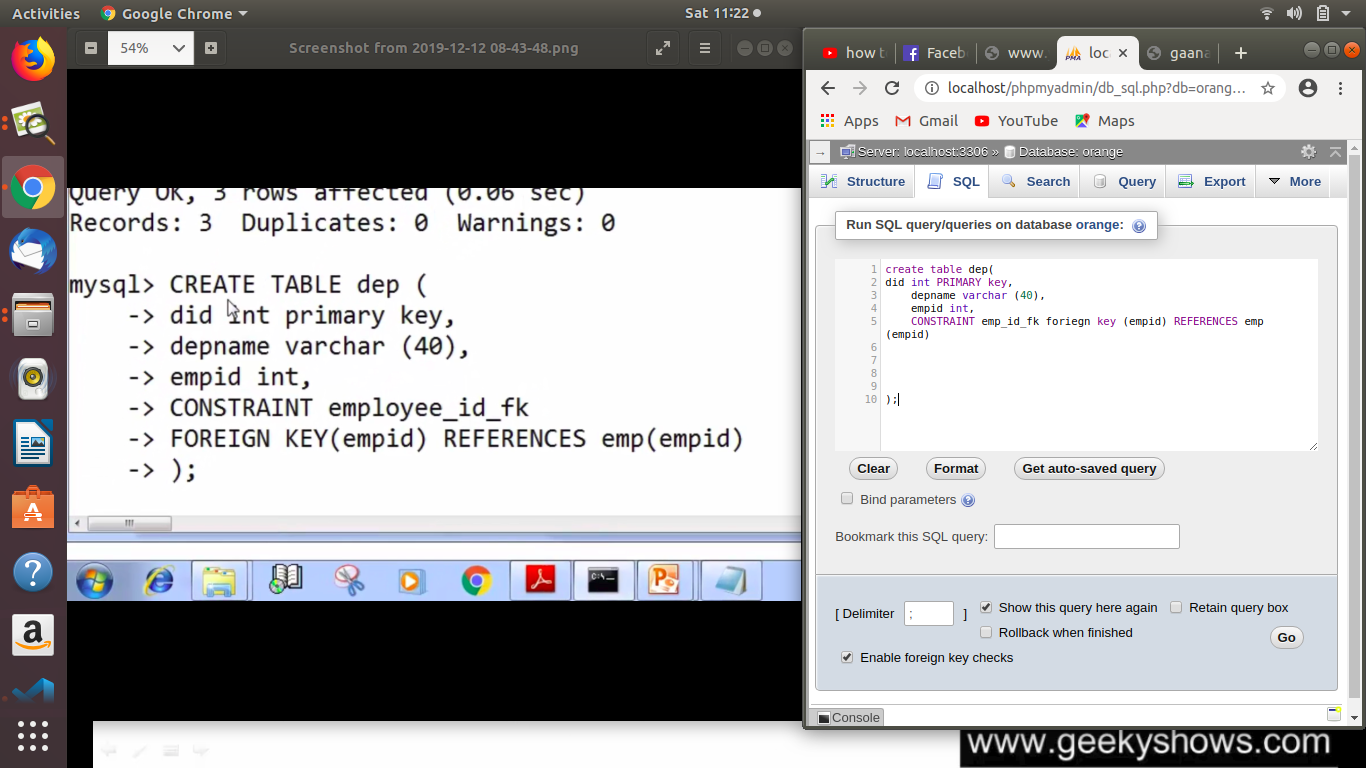 Activities
Google Chrome
Sat 11:22
54%
Screenshot from 2019-12-12 08-43-48.png
Query OK, 3 rows affected (0.06 sec)
Records: 3  Duplicates: 0  Warnings: 0
mysql> CREATE TABLE dep (
-> did int primary key,
-> depname varchar (40),
-> empid int,
-> CONSTRAINT employee_id_fk
-> FOREIGN KEY(empid) REFERENCES emp(empid)
-> );
how t
Faceb
www.
loc
gaana
localhost/phpmyadmin/db_sql.php?db=orang...
Apps
Gmail
YouTube
Maps
Server: localhost:3306 » Database: orange
Structure
SQL
Search
Query
Export
More
Run SQL query/queries on database orange:
1 create table dep(
2 did int PRIMARY key,
3 depname varchar (40),
4 empid int,
5 CONSTRAINT emp_id_fk foriegn key (empid) REFERENCES emp
(empid)
6
7
8
9
10 );
Clear
Format
Get auto-saved query
Bind parameters
Bookmark this SQL query:
[ Delimiter ; ]
Show this query here again
Retain query box
Rollback when finished
Go
Enable foreign key checks
Console
www.geekyshows.com